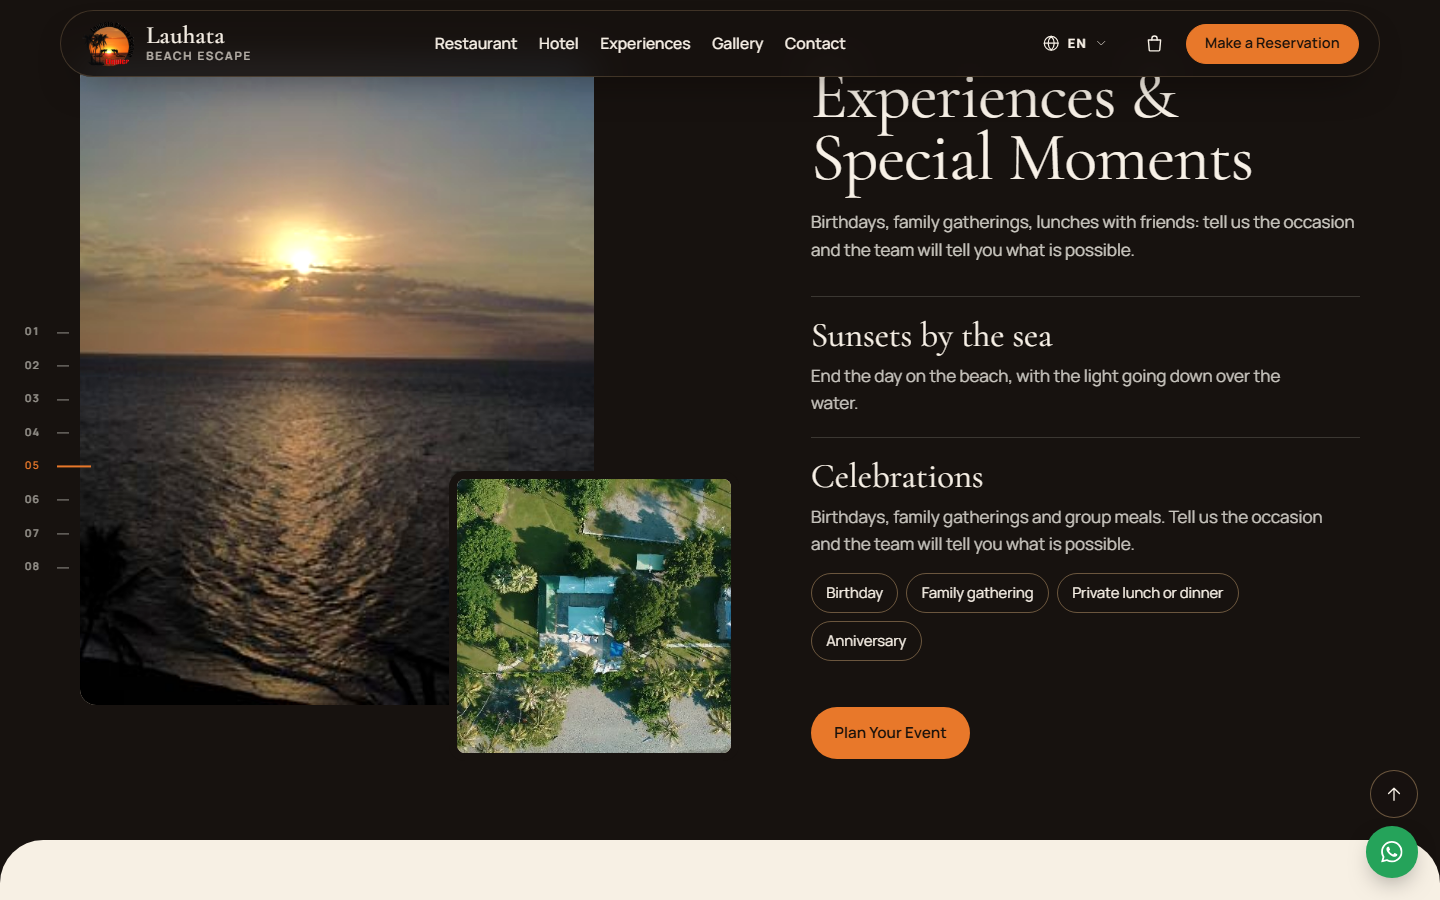 Lauhata
BEACH ESCAPE
Restaurant Hotel Experiences Gallery Contact
EN
Make a Reservation
Experiences &
Special Moments
Birthdays, family gatherings, lunches with friends: tell us the occasion
and the team will tell you what is possible.
Sunsets by the sea
End the day on the beach, with the light going down over the
water.
Celebrations
Birthdays, family gatherings and group meals. Tell us the occasion
and the team will tell you what is possible.
Birthday Family gathering Private lunch or dinner
Anniversary
Plan Your Event
01
02
03
04
05
06
07
08